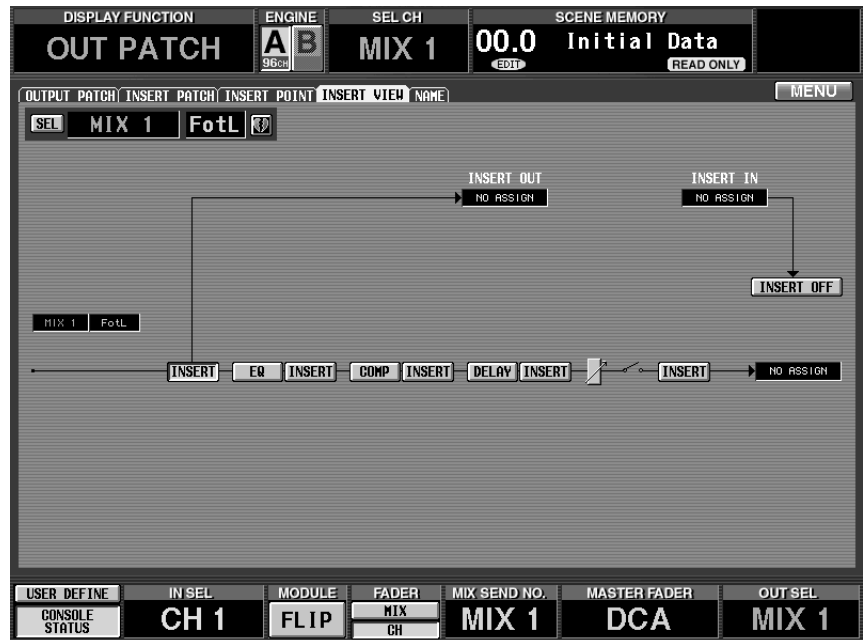 DISPLAY FUNCTION ENGINE SEL CH SCENE MEMORY
OUT PATCH A 96CH B MIX 1 00.0 EDIT Initial Data READ ONLY
OUTPUT PATCH INSERT PATCH INSERT POINT INSERT VIEW NAME MENU
SEL MIX 1 FotL
INSERT OUT INSERT IN
NO ASSIGN NO ASSIGN
INSERT OFF
MIX 1 FotL
INSERT EQ INSERT COMP INSERT DELAY INSERT INSERT NO ASSIGN
USER DEFINE IN SEL MODULE FADER MIX SEND NO. MASTER FADER OUT SEL
CONSOLE STATUS CH 1 FLIP MIX CH MIX 1 DCA MIX 1